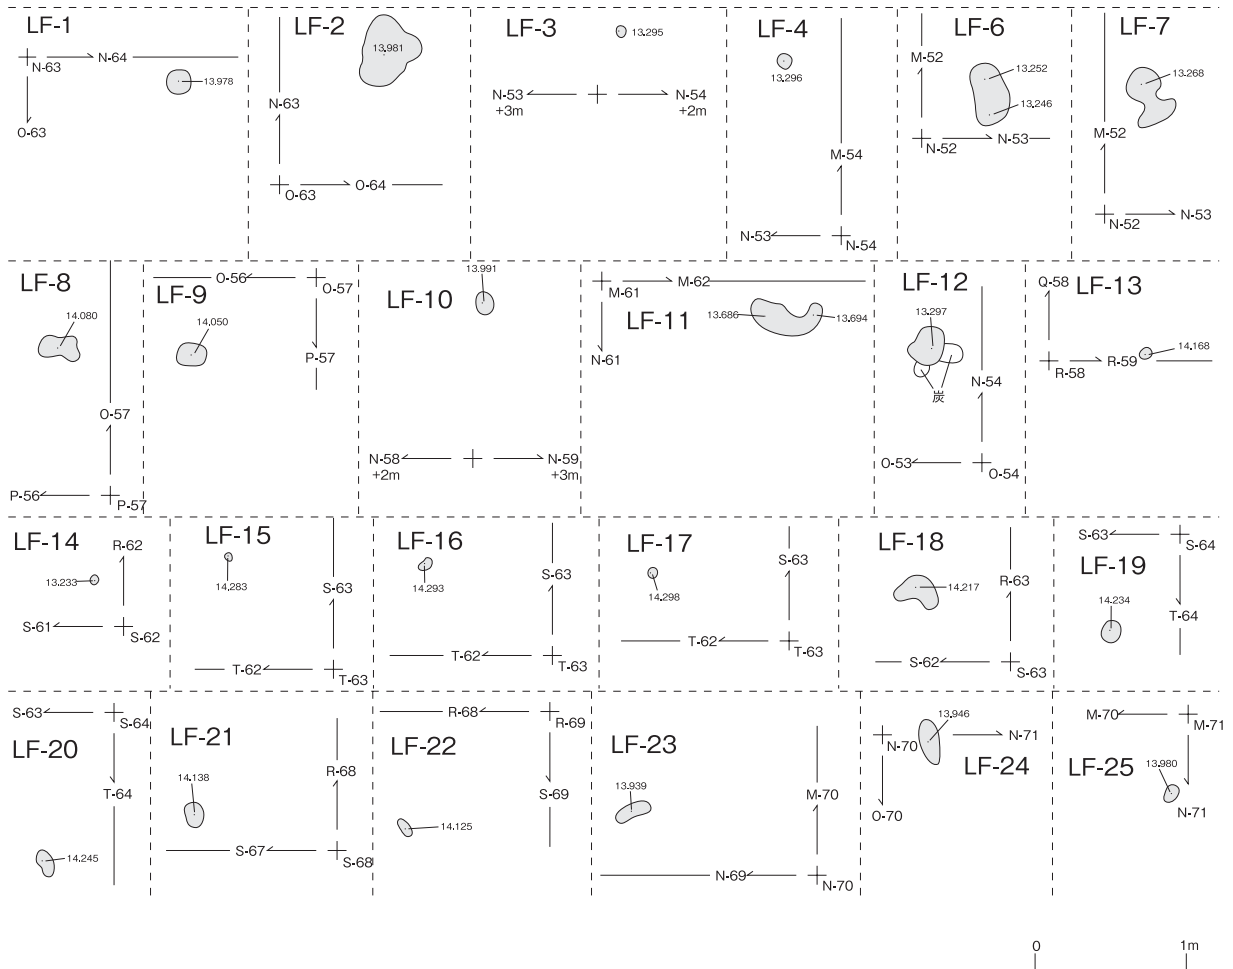 LF-1
N-63
N-64
13.978
O-63
LF-2
13.981
N-63
O-63
O-64
LF-3
13.295
N-53
+3m
N-54
+2m
LF-4
13.296
M-54
N-53
N-54
LF-6
M-52
13.252
13.246
N-52
N-53
LF-7
13.268
M-52
N-52
N-53
LF-8
14.080
O-57
P-56
P-57
LF-9
O-56
O-57
14.050
P-57
LF-10
13.991
N-58
+2m
N-59
+3m
LF-11
M-61
M-62
13.686
13.694
N-61
LF-12
13.297
炭
N-54
O-53
O-54
LF-13
Q-58
14.168
R-58
R-59
LF-14
R-62
13.233
S-61
S-62
LF-15
14.283
S-63
T-62
T-63
LF-16
14.293
S-63
T-62
T-63
LF-17
14.298
S-63
T-62
T-63
LF-18
14.217
R-63
S-62
S-63
LF-19
S-63
S-64
14.234
T-64
LF-20
S-63
S-64
T-64
14.245
LF-21
14.138
R-68
S-67
S-68
LF-22
R-68
R-69
14.125
S-69
LF-23
13.939
M-70
N-69
N-70
LF-24
13.946
N-70
N-71
O-70
LF-25
M-70
M-71
13.980
N-71
0
1m